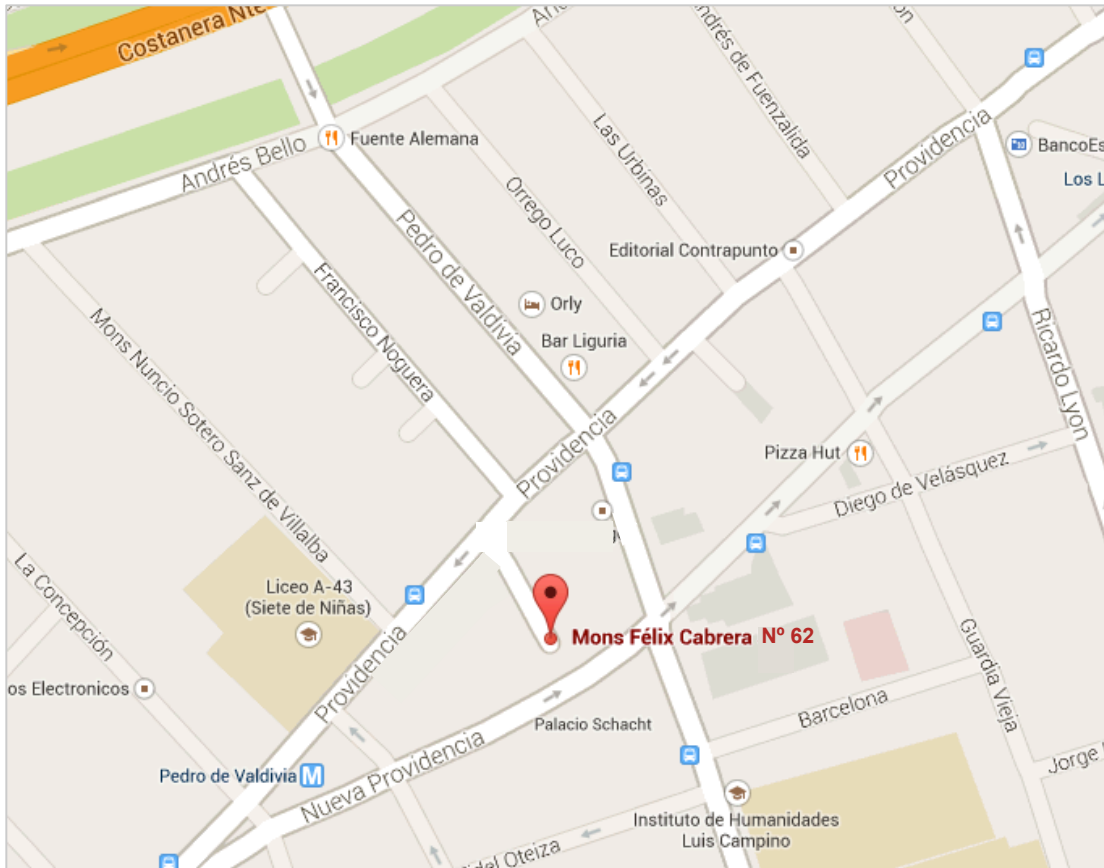 Costanera Nte
Andrés de Fuenzalida
Fuente Alemana
Andrés Bello
Las Urbinas
Providencia
BancoEs
Los L
Orrego Luco
Pedro de Valdivia
Editorial Contrapunto
Francisco Noguera
Orly
Mons Nuncio Sotero Sanz de Villalba
Bar Liguria
Ricardo Lyon
Providencia
Pizza Hut
Diego de Velásquez
La Concepción
Liceo A-43
(Siete de Niñas)
Mons Félix Cabrera Nº 62
Providencia
Guardia Vieja
os Electronicos
Barcelona
Palacio Schacht
Nueva Providencia
Jorge
Pedro de Valdivia
M
Instituto de Humanidades
Luis Campino
del Oteiza